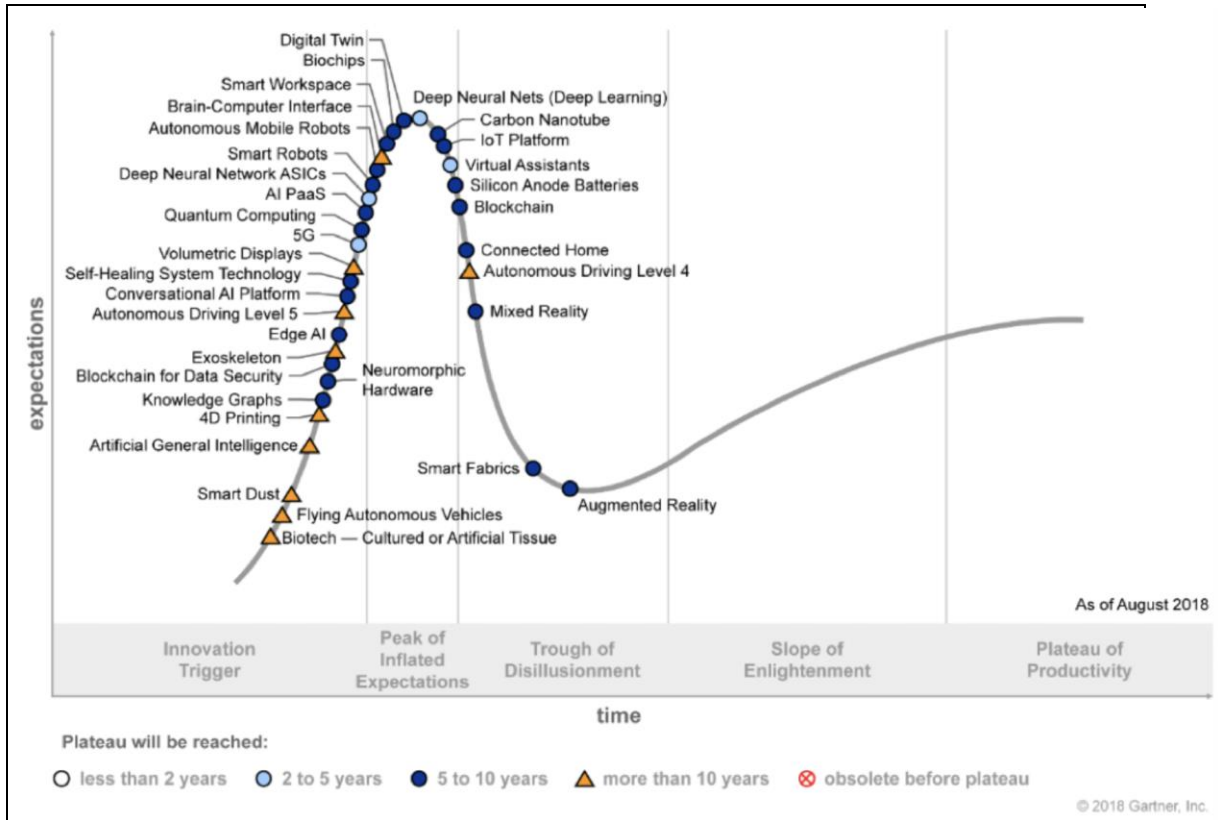 Digital Twin
Biochips
Smart Workspace
Deep Neural Nets (Deep Learning)
Brain-Computer Interface
Carbon Nanotube
Autonomous Mobile Robots
IoT Platform
Smart Robots
Virtual Assistants
Deep Neural Network ASICs
Silicon Anode Batteries
AI PaaS
Blockchain
Quantum Computing
5G
Volumetric Displays
Connected Home
Self-Healing System Technology
Autonomous Driving Level 4
Conversational AI Platform
Autonomous Driving Level 5
Mixed Reality
Edge AI
Exoskeleton
Blockchain for Data Security
Neuromorphic
Hardware
Knowledge Graphs
4D Printing
Artificial General Intelligence
Smart Fabrics
Smart Dust
Augmented Reality
Flying Autonomous Vehicles
Biotech — Cultured or Artificial Tissue
expectations
As of August 2018
Innovation
Trigger
Peak of
Inflated
Expectations
Trough of
Disillusionment
Slope of
Enlightenment
Plateau of
Productivity
time
Plateau will be reached:
less than 2 years
2 to 5 years
5 to 10 years
more than 10 years
obsolete before plateau
© 2018 Gartner, Inc.